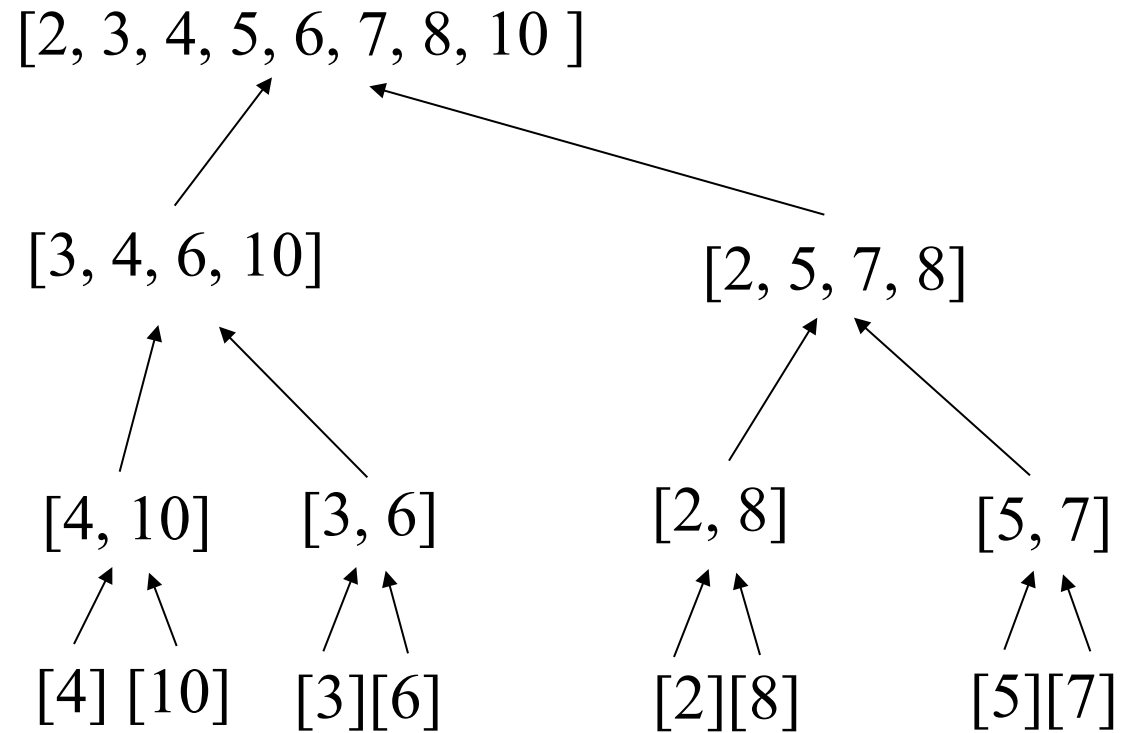 [2, 3, 4, 5, 6, 7, 8, 10 ]
[3, 4, 6, 10]
[2, 5, 7, 8]
[4, 10]
[3, 6]
[2, 8]
[5, 7]
[4] [10]
[3][6]
[2][8]
[5][7]